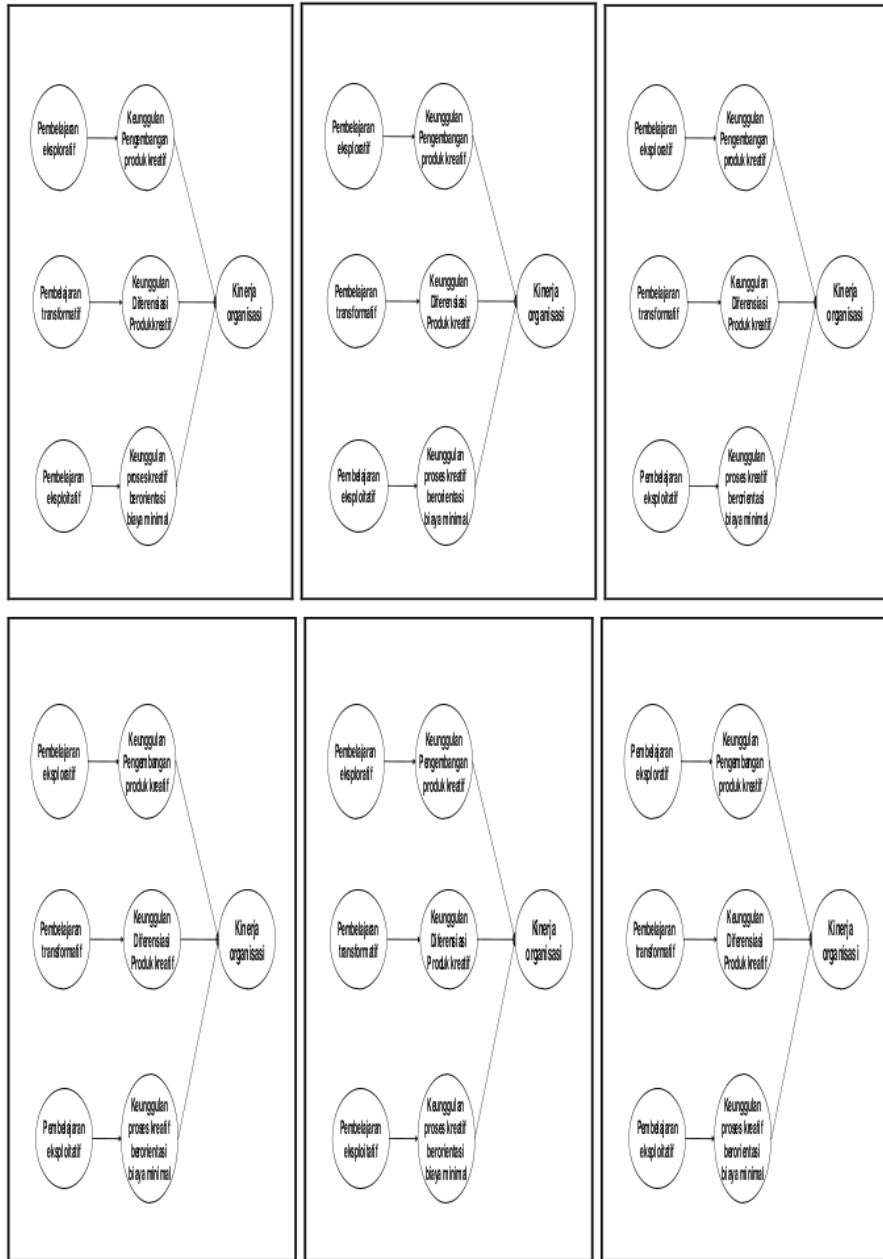 Pembelajaran
eksploratif
Keunggulan
Pengembangan
produk kreatif
Pembelajaran
transformatif
Keunggulan
Diferensiasi
Produk kreatif
Kinerja
organisasi
Pembelajaran
eksploitatif
Keunggulan
proses kreatif
berorientasi
biaya minimal
Pembelajaran
eksploratif
Keunggulan
Pengembangan
produk kreatif
Pembelajaran
transformatif
Keunggulan
Diferensiasi
Produk kreatif
Kinerja
organisasi
Pembelajaran
eksploitatif
Keunggulan
proses kreatif
berorientasi
biaya minimal
Pembelajaran
eksploratif
Keunggulan
Pengembangan
produk kreatif
Pembelajaran
transformatif
Keunggulan
Diferensiasi
Produk kreatif
Kinerja
organisasi
Pembelajaran
eksploitatif
Keunggulan
proses kreatif
berorientasi
biaya minimal
Pembelajaran
eksploratif
Keunggulan
Pengembangan
produk kreatif
Pembelajaran
transformatif
Keunggulan
Diferensiasi
Produk kreatif
Kinerja
organisasi
Pembelajaran
eksploitatif
Keunggulan
proses kreatif
berorientasi
biaya minimal
Pembelajaran
eksploratif
Keunggulan
Pengembangan
produk kreatif
Pembelajaran
transformatif
Keunggulan
Diferensiasi
Produk kreatif
Kinerja
organisasi
Pembelajaran
eksploitatif
Keunggulan
proses kreatif
berorientasi
biaya minimal
Pembelajaran
eksploratif
Keunggulan
Pengembangan
produk kreatif
Pembelajaran
transformatif
Keunggulan
Diferensiasi
Produk kreatif
Kinerja
organisasi
Pembelajaran
eksploitatif
Keunggulan
proses kreatif
berorientasi
biaya minimal